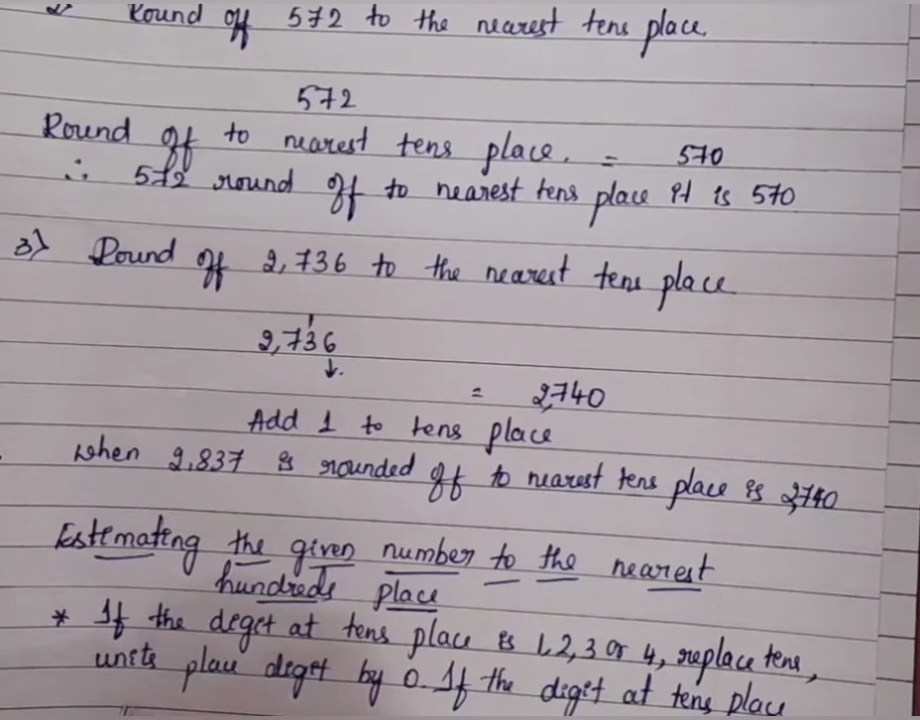 2) Round off 572 to the nearest tens place.
572
Round off to nearest tens place. = 570
∴ 572 round off to nearest tens place it is 570
3) Round off 2,736 to the nearest tens place
2,736
= 2,740
Add 1 to tens place
when 2,837 is rounded off to nearest tens place is 2,740
Estemating the given number to the nearest
hundreds place
* If the deget at tens place is 1, 2, 3 or 4, replace tens,
units place deget by 0. If the digit at tens place